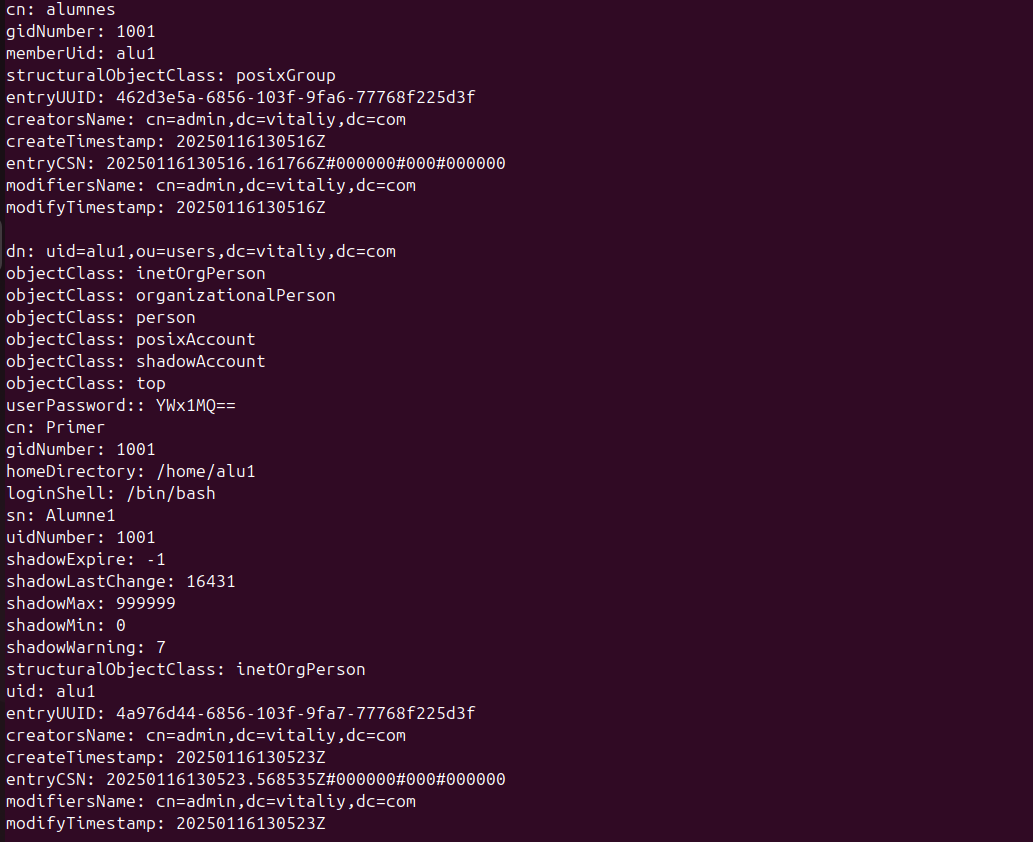 cn: alumnes
gidNumber: 1001
memberUid: alu1
structuralObjectClass: posixGroup
entryUUID: 462d3e5a-6856-103f-9fa6-77768f225d3f
creatorsName: cn=admin,dc=vitaliy,dc=com
createTimestamp: 20250116130516Z
entryCSN: 20250116130516.161766Z#000000#000#000000
modifiersName: cn=admin,dc=vitaliy,dc=com
modifyTimestamp: 20250116130516Z

dn: uid=alu1,ou=users,dc=vitaliy,dc=com
objectClass: inetOrgPerson
objectClass: organizationalPerson
objectClass: person
objectClass: posixAccount
objectClass: shadowAccount
objectClass: top
userPassword:: YWx1MQ==
cn: Primer
gidNumber: 1001
homeDirectory: /home/alu1
loginShell: /bin/bash
sn: Alumne1
uidNumber: 1001
shadowExpire: -1
shadowLastChange: 16431
shadowMax: 999999
shadowMin: 0
shadowWarning: 7
structuralObjectClass: inetOrgPerson
uid: alu1
entryUUID: 4a976d44-6856-103f-9fa7-77768f225d3f
creatorsName: cn=admin,dc=vitaliy,dc=com
createTimestamp: 20250116130523Z
entryCSN: 20250116130523.568535Z#000000#000#000000
modifiersName: cn=admin,dc=vitaliy,dc=com
modifyTimestamp: 20250116130523Z